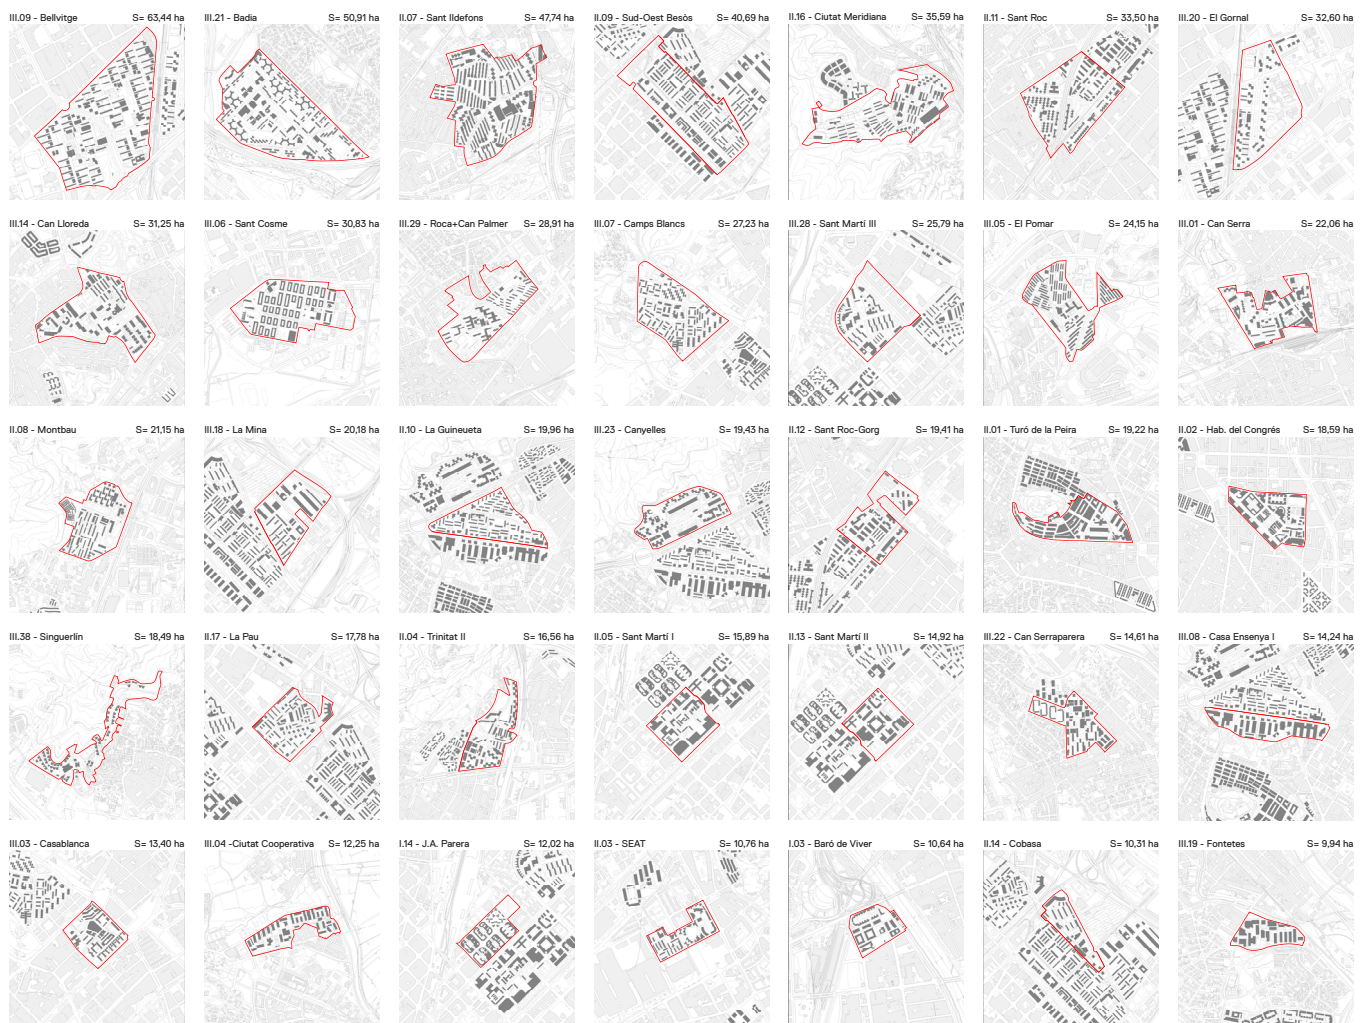 III.09 - Bellvitge S= 63,44 ha
III.21 - Badia S= 50,91 ha
II.07 - Sant Ildefons S= 47,74 ha
II.09 - Sud-Oest Besòs S= 40,69 ha
II.16 - Ciutat Meridiana S= 35,59 ha
II.11 - Sant Roc S= 33,50 ha
III.20 - El Gornal S= 32,60 ha
III.14 - Can Lloreda S= 31,25 ha
III.06 - Sant Cosme S= 30,83 ha
III.29 - Roca+Can Palmer S= 28,91 ha
III.07 - Camps Blancs S= 27,23 ha
III.28 - Sant Martí III S= 25,79 ha
III.05 - El Pomar S= 24,15 ha
III.01 - Can Serra S= 22,06 ha
II.08 - Montbau S= 21,15 ha
III.18 - La Mina S= 20,18 ha
II.10 - La Guineueta S= 19,96 ha
III.23 - Canyelles S= 19,43 ha
II.12 - Sant Roc-Gorg S= 19,41 ha
II.01 - Turó de la Peira S= 19,22 ha
II.02 - Hab. del Congrés S= 18,59 ha
III.38 - Singuerlín S= 18,49 ha
II.17 - La Pau S= 17,78 ha
II.04 - Trinitat II S= 16,56 ha
II.05 - Sant Martí I S= 15,89 ha
II.13 - Sant Martí II S= 14,92 ha
III.22 - Can Serraparera S= 14,61 ha
III.08 - Casa Ensenya I S= 14,24 ha
III.03 - Casablanca S= 13,40 ha
III.04 -Ciutat Cooperativa S= 12,25 ha
I.14 - J.A. Parera S= 12,02 ha
II.03 - SEAT S= 10,76 ha
I.03 - Baró de Viver S= 10,64 ha
II.14 - Cobasa S= 10,31 ha
III.19 - Fontetes S= 9,94 ha